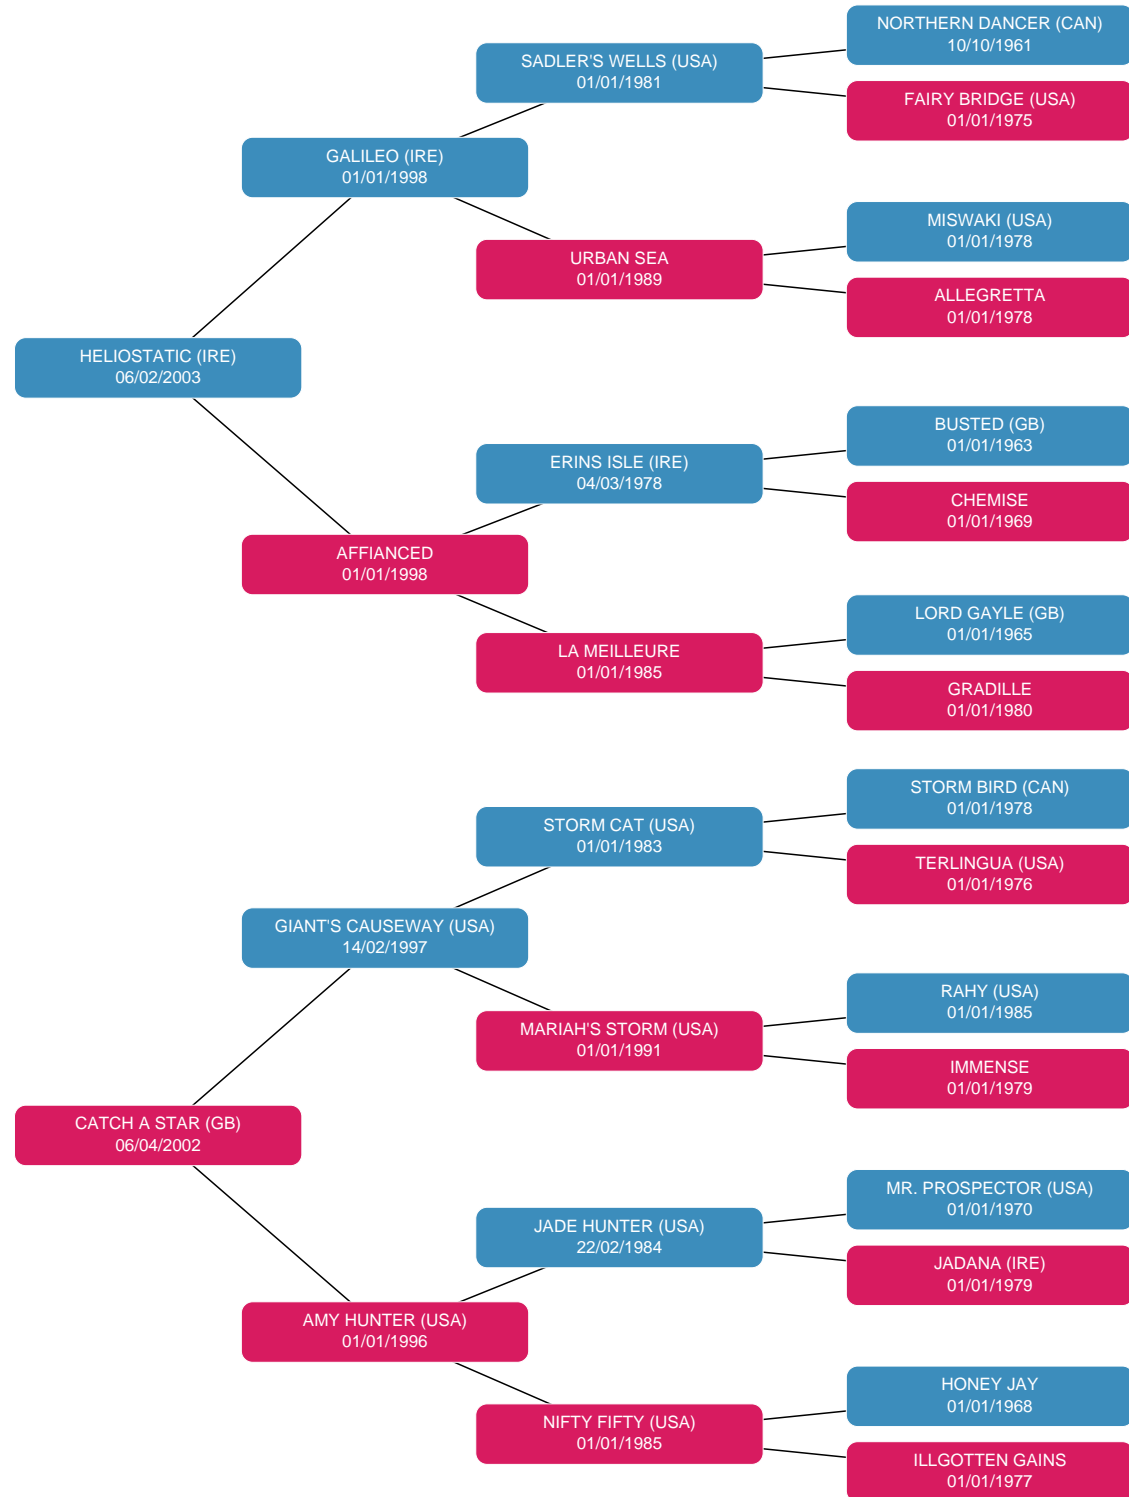 NORTHERN DANCER (CAN)
10/10/1961
SADLER'S WELLS (USA)
01/01/1981
FAIRY BRIDGE (USA)
01/01/1975
GALILEO (IRE)
01/01/1998
MISWAKI (USA)
01/01/1978
URBAN SEA
01/01/1989
ALLEGRETTA
01/01/1978
HELIOSTATIC (IRE)
06/02/2003
BUSTED (GB)
01/01/1963
ERINS ISLE (IRE)
04/03/1978
CHEMISE
01/01/1969
AFFIANCED
01/01/1998
LORD GAYLE (GB)
01/01/1965
LA MEILLEURE
01/01/1985
GRADILLE
01/01/1980
STORM BIRD (CAN)
01/01/1978
STORM CAT (USA)
01/01/1983
TERLINGUA (USA)
01/01/1976
GIANT'S CAUSEWAY (USA)
14/02/1997
RAHY (USA)
01/01/1985
MARIAH'S STORM (USA)
01/01/1991
IMMENSE
01/01/1979
CATCH A STAR (GB)
06/04/2002
MR. PROSPECTOR (USA)
01/01/1970
JADE HUNTER (USA)
22/02/1984
JADANA (IRE)
01/01/1979
AMY HUNTER (USA)
01/01/1996
HONEY JAY
01/01/1968
NIFTY FIFTY (USA)
01/01/1985
ILLGOTTEN GAINS
01/01/1977